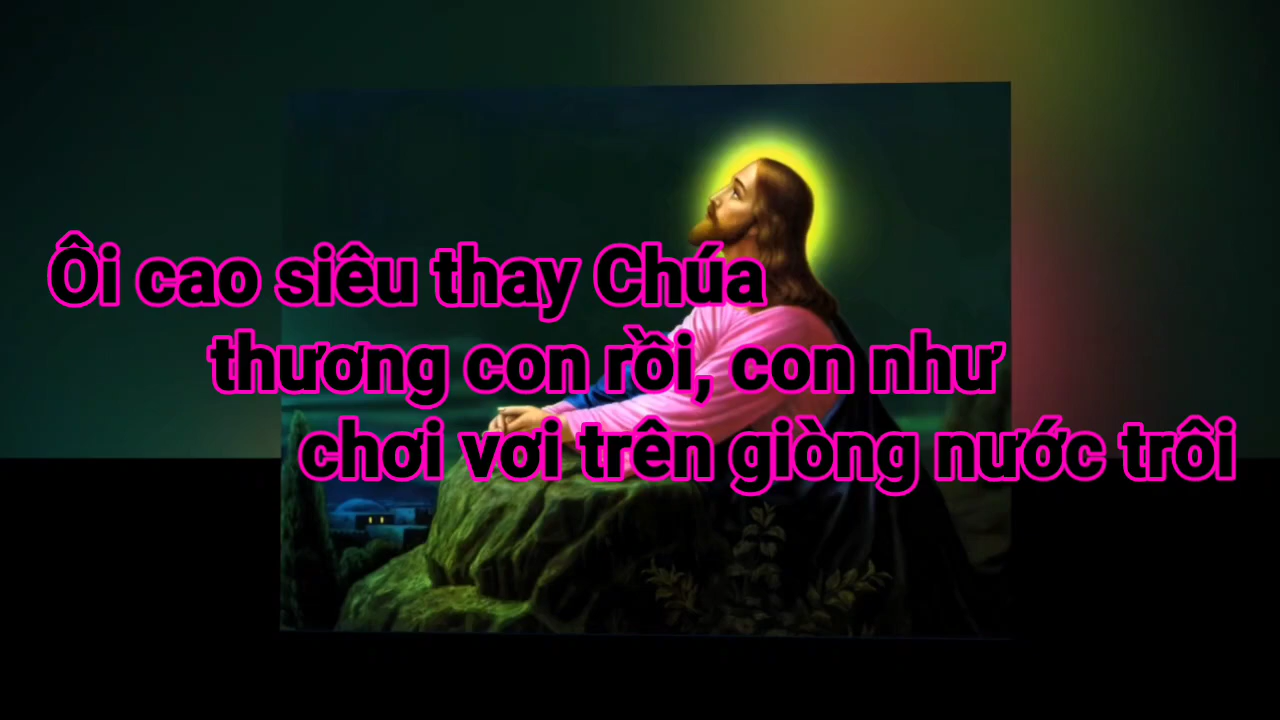 Ôi cao siêu thay Chúa
thương con rồi, con như
chơi vơi trên giòng nước trôi